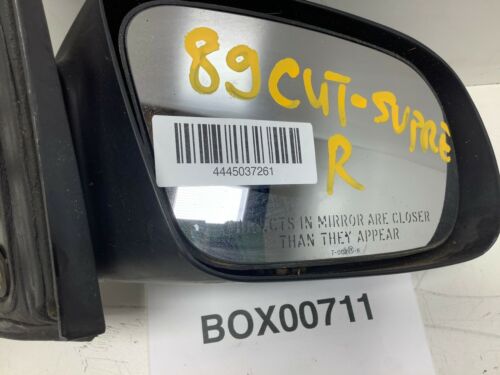 89 CUT-SUPRE
R
4445037261
OBJECTS IN MIRROR ARE CLOSER
THAN THEY APPEAR
BOX00711